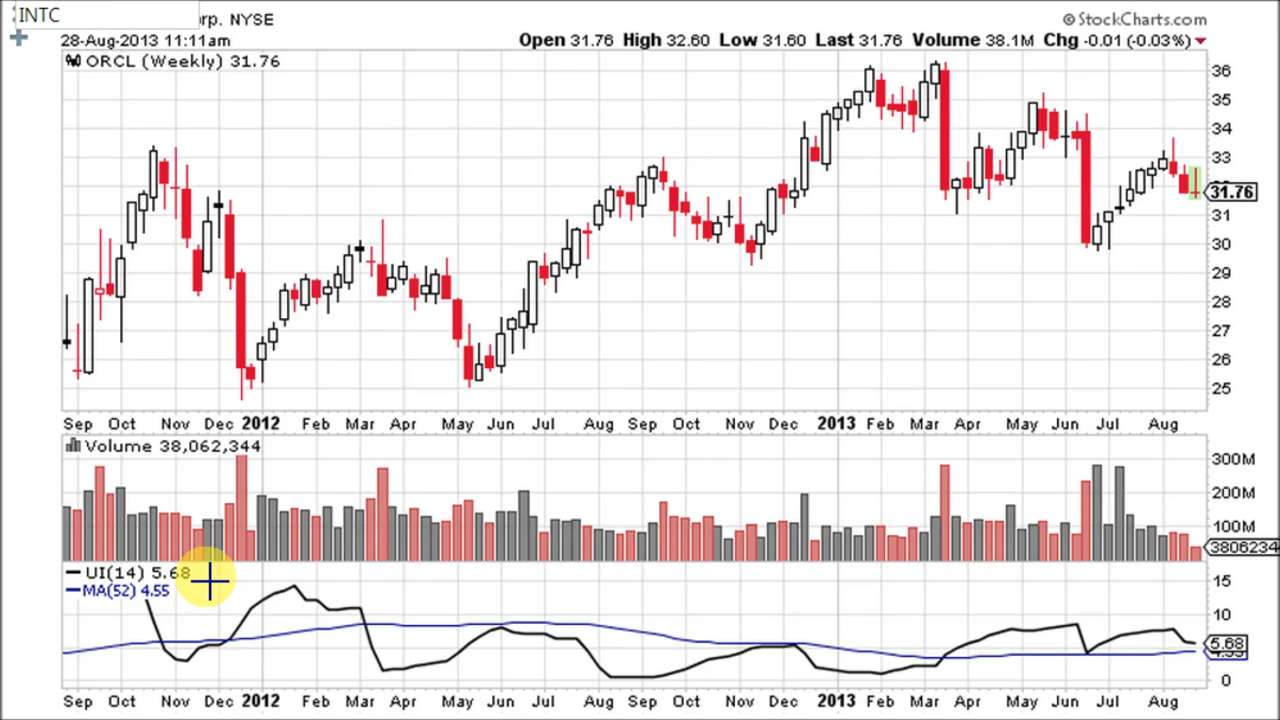 INTC
orp. NYSE
© StockCharts.com
28-Aug-2013 11:11am
Open 31.76 High 32.60 Low 31.60 Last 31.76 Volume 38.1M Chg -0.01 (-0.03%)
ORCL (Weekly) 31.76
36
35
34
33
31.76
31
30
29
28
27
26
25
Sep Oct Nov Dec 2012 Feb Mar Apr May Jun Jul Aug Sep Oct Nov Dec 2013 Feb Mar Apr May Jun Jul Aug
Volume 38,062,344
300M
200M
100M
3806234
UI(14) 5.68
MA(52) 4.55
15
10
5.68
0
Sep Oct Nov Dec 2012 Feb Mar Apr May Jun Jul Aug Sep Oct Nov Dec 2013 Feb Mar Apr May Jun Jul Aug